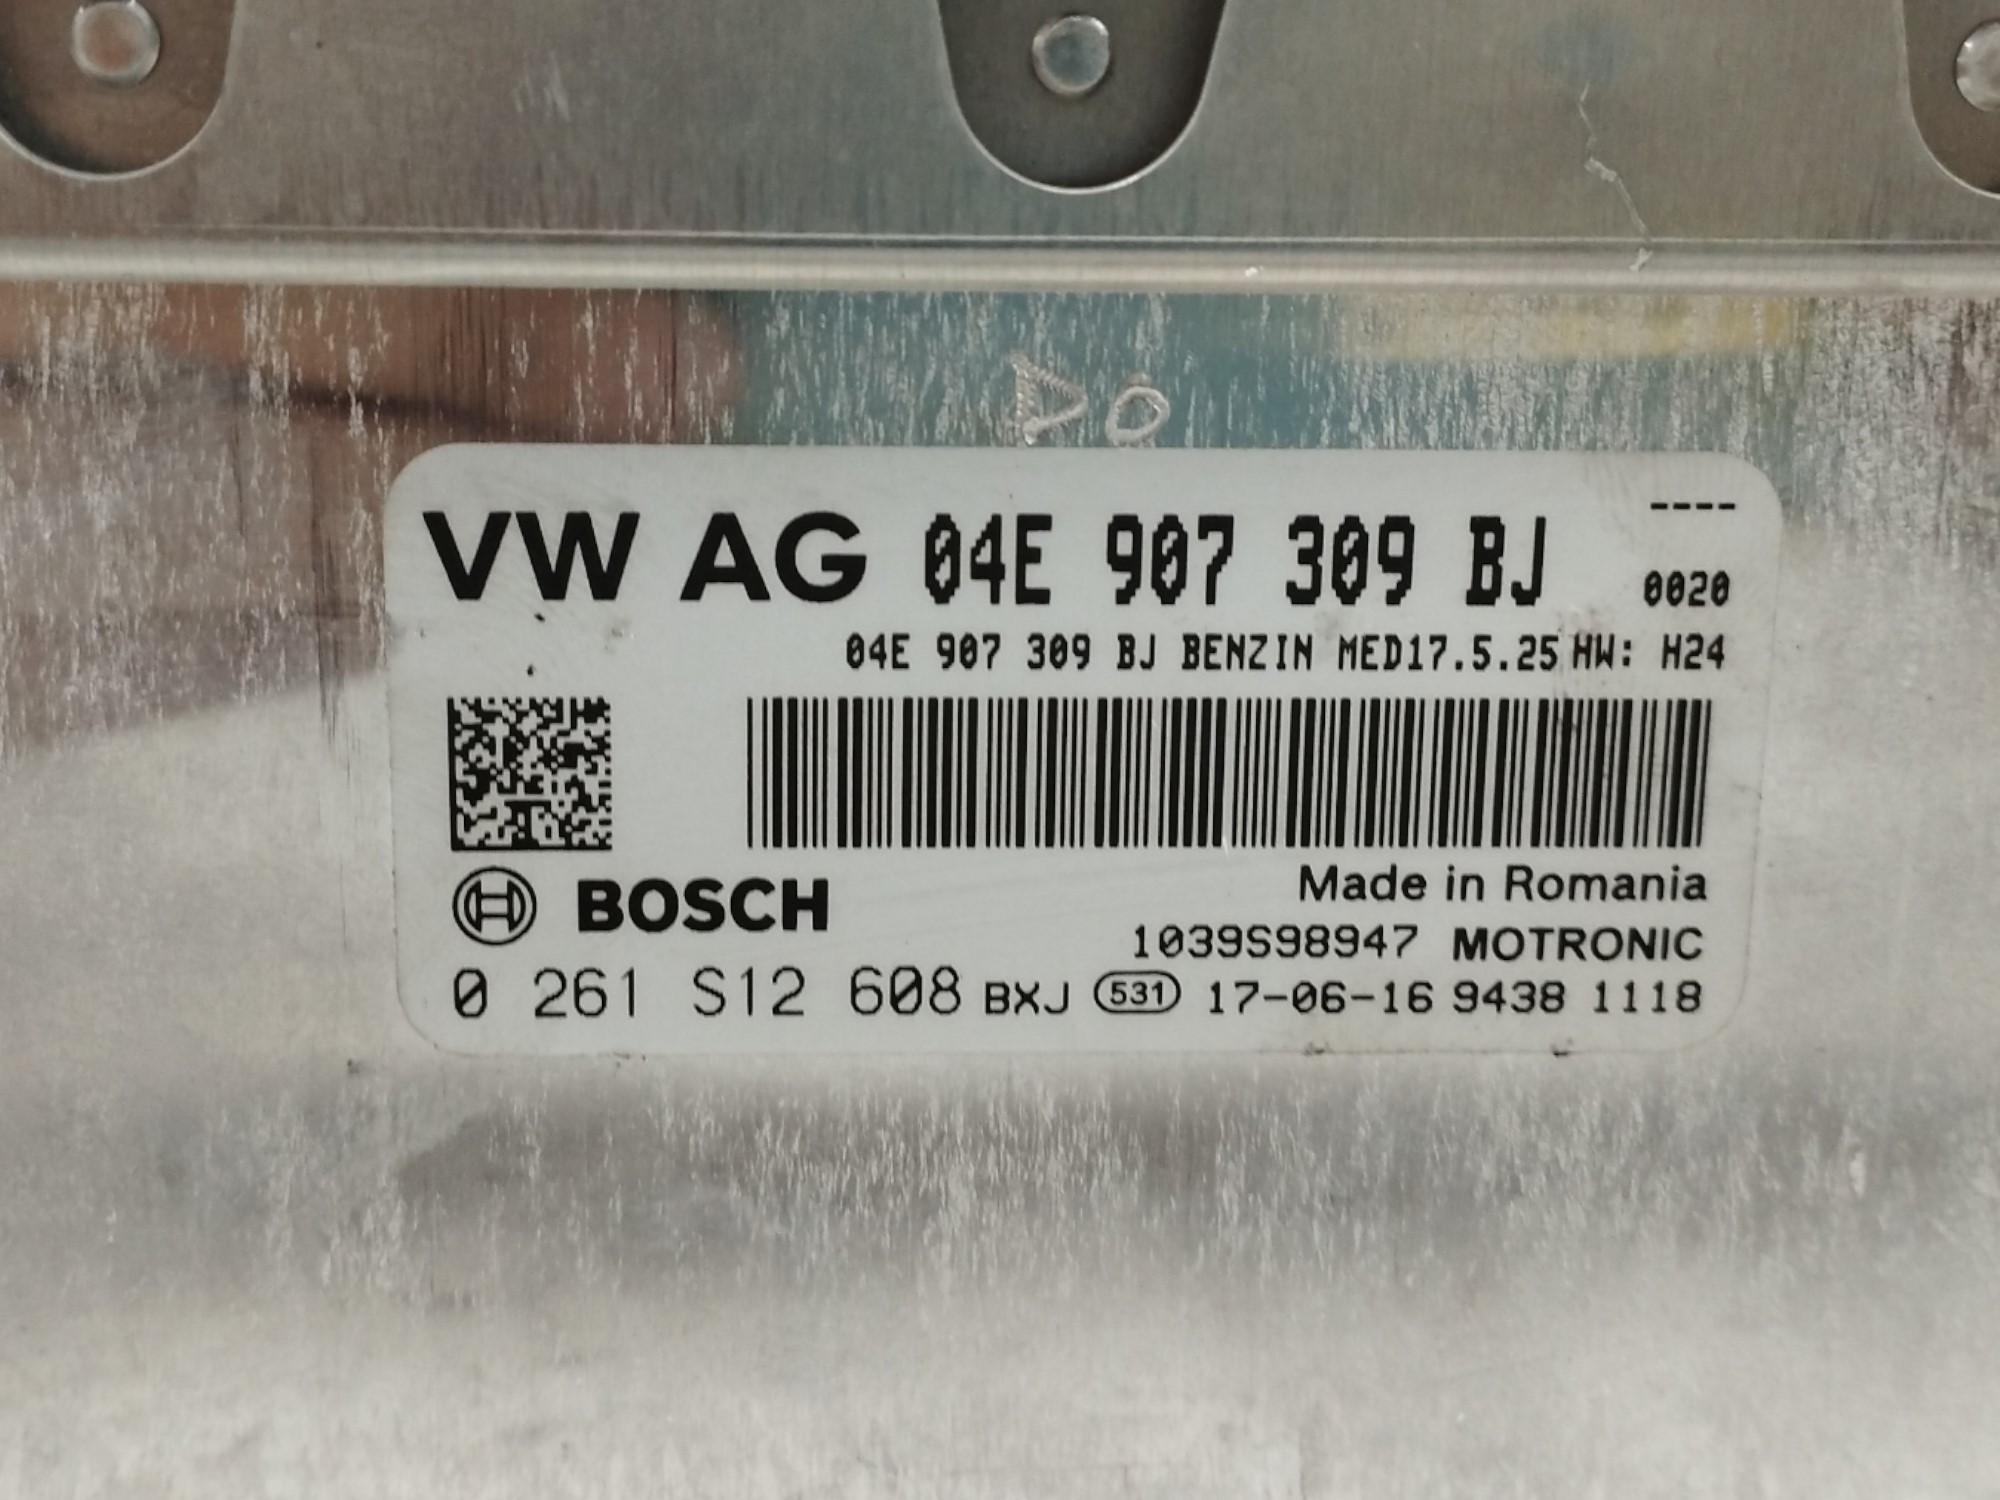 DO
VW AG 04E 907 309 BJ ----
0020
04E 907 309 BJ BENZIN MED17.5.25 HW: H24
BOSCH
Made in Romania
1039S98947 MOTRONIC
0 261 S12 608 BXJ 531 17-06-16 9438 1118